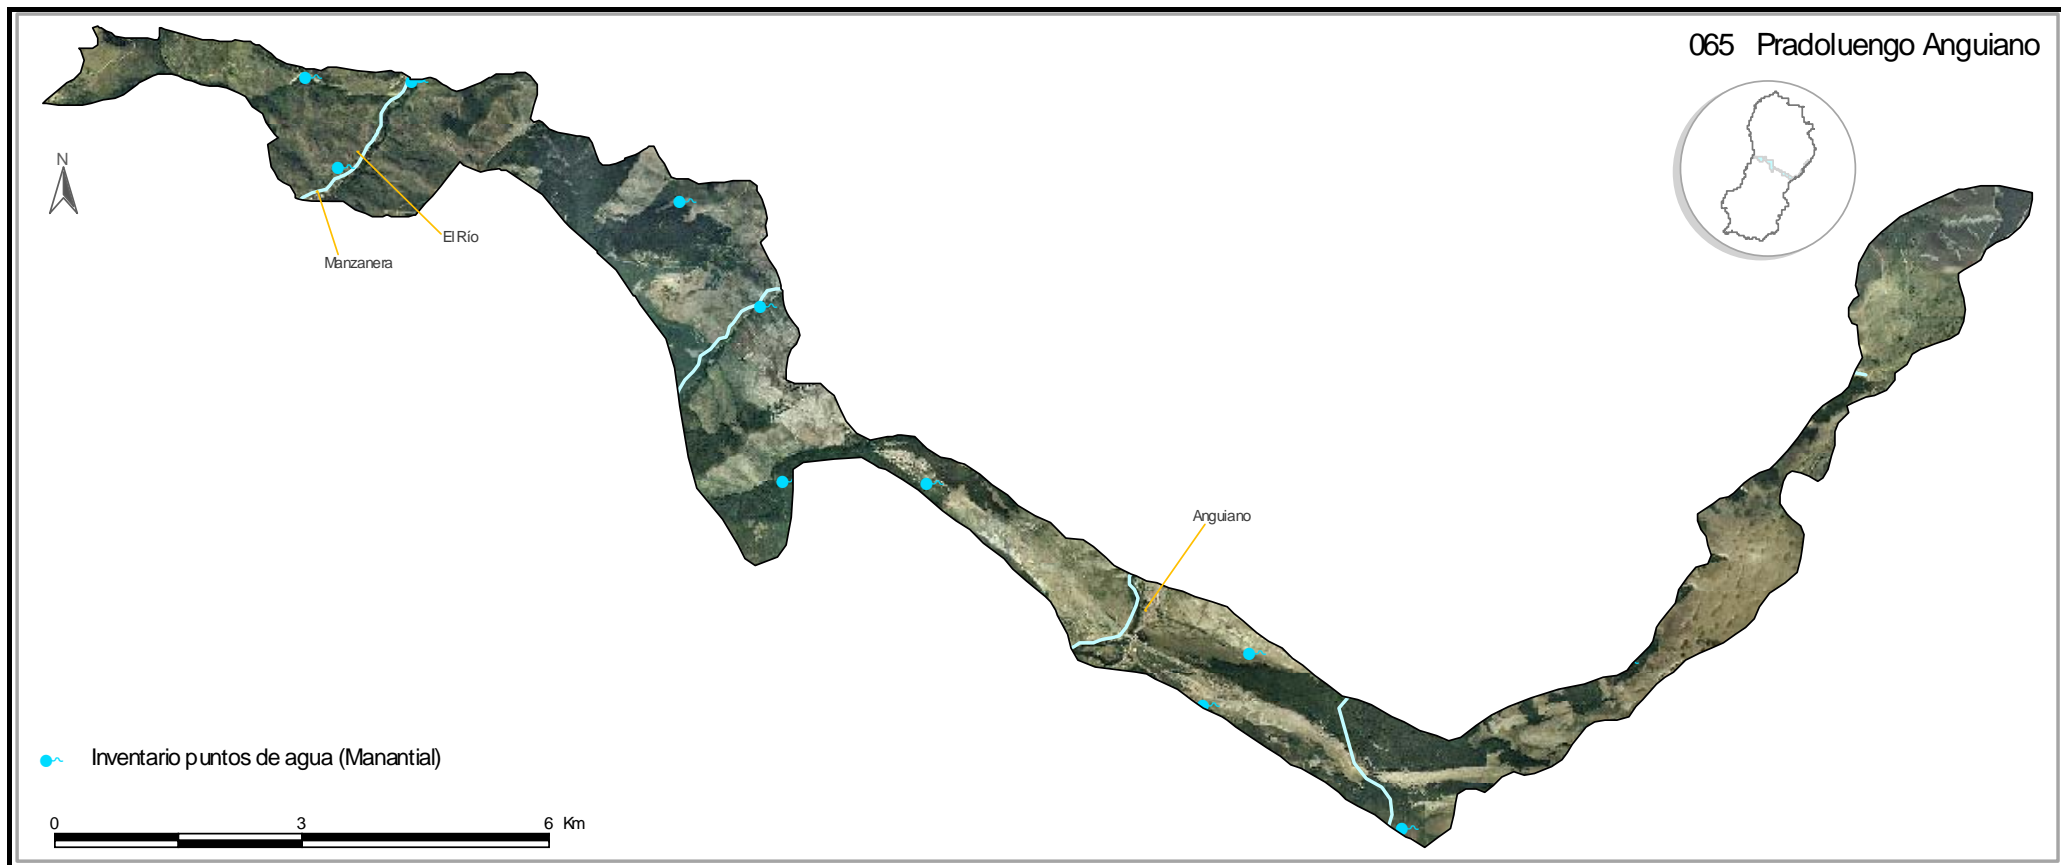 065 Pradoluengo Anguiano
N
El Río
Manzanera
Anguiano
Inventario puntos de agua (Manantial)
0 3 6 Km